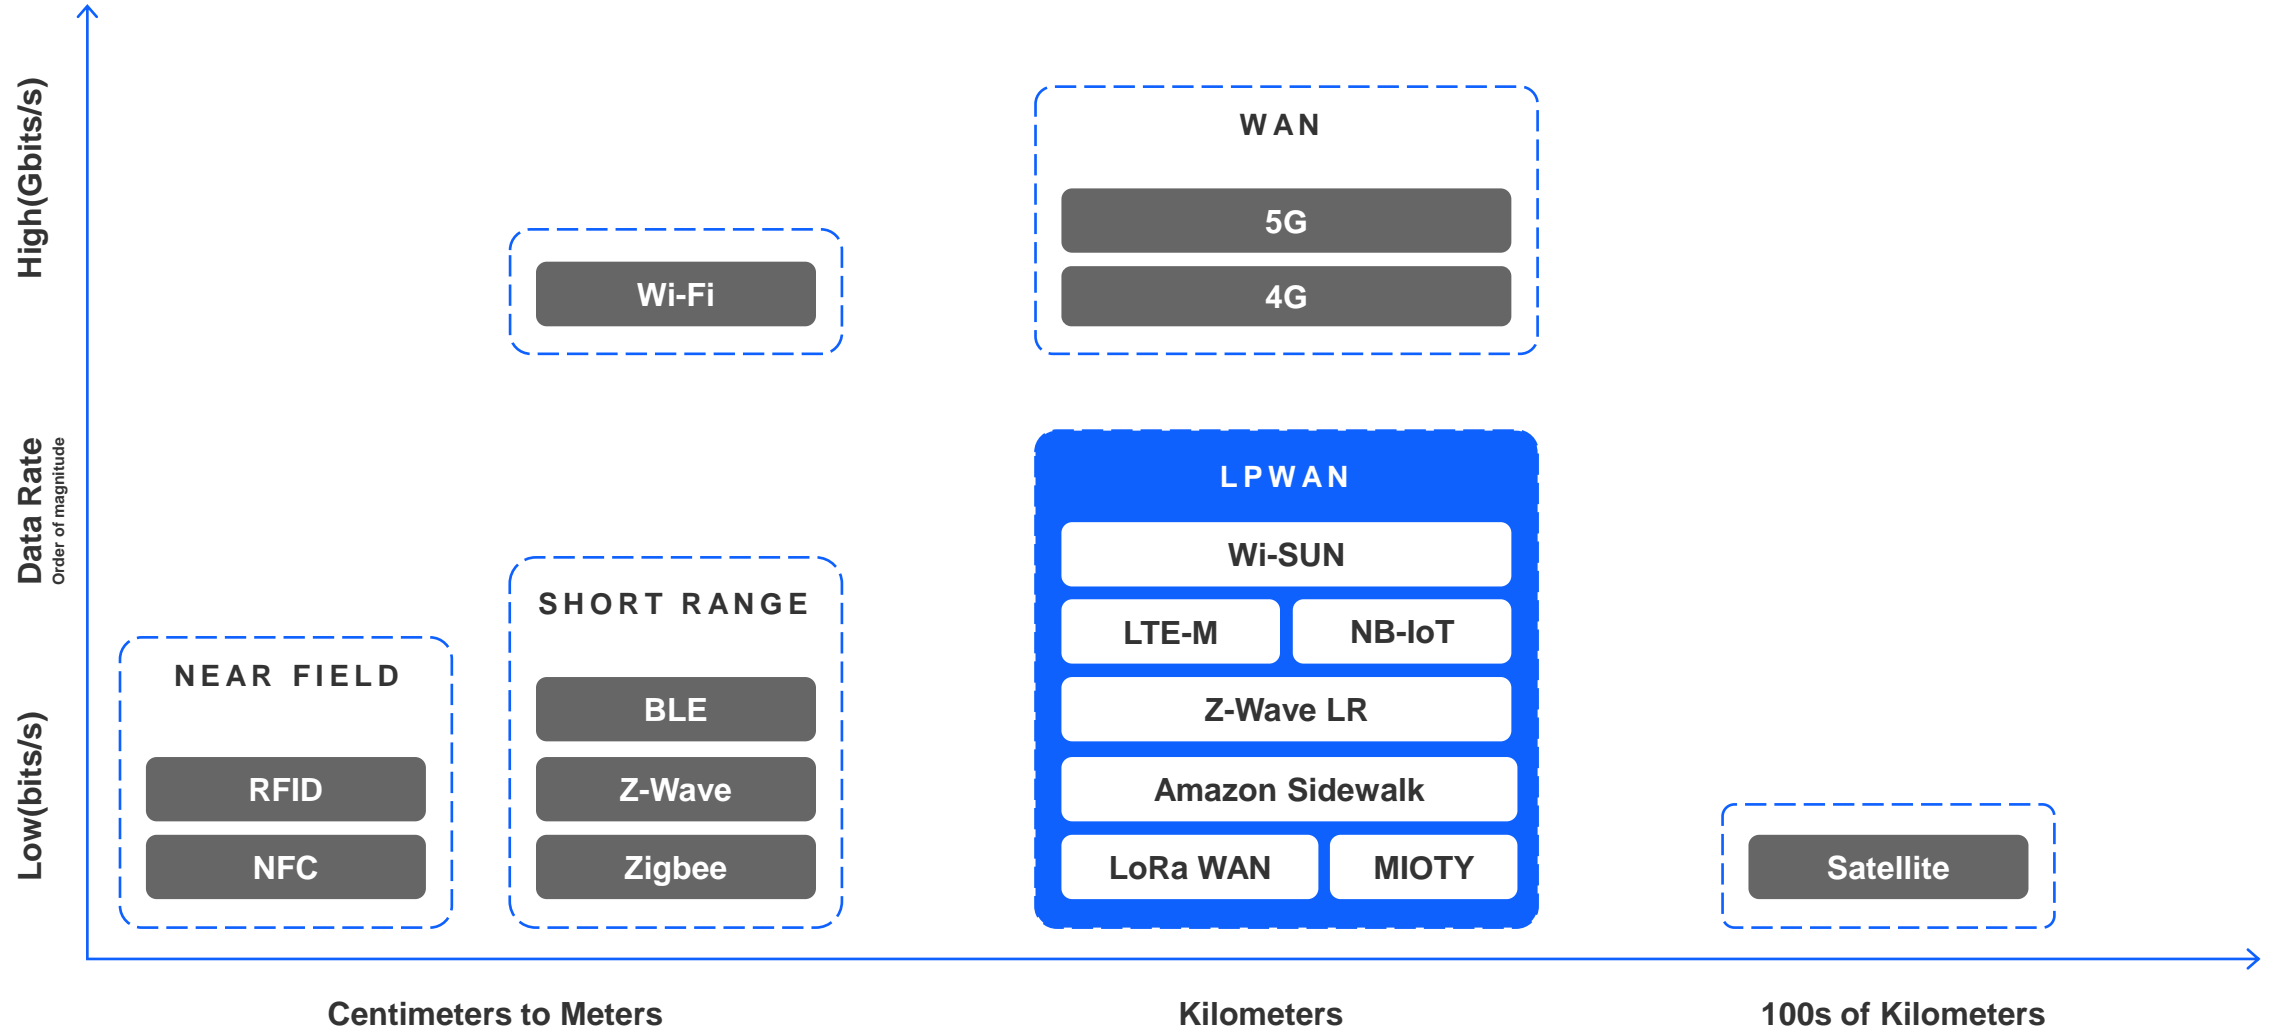 High(Gbits/s)
Data Rate
Order of magnitude
Low(bits/s)
WAN
5G
4G
Wi-Fi
LPWAN
Wi-SUN
LTE-M
NB-IoT
Z-Wave LR
Amazon Sidewalk
LoRa WAN
MIOTY
SHORT RANGE
BLE
Z-Wave
Zigbee
NEAR FIELD
RFID
NFC
Satellite
Centimeters to Meters
Kilometers
100s of Kilometers